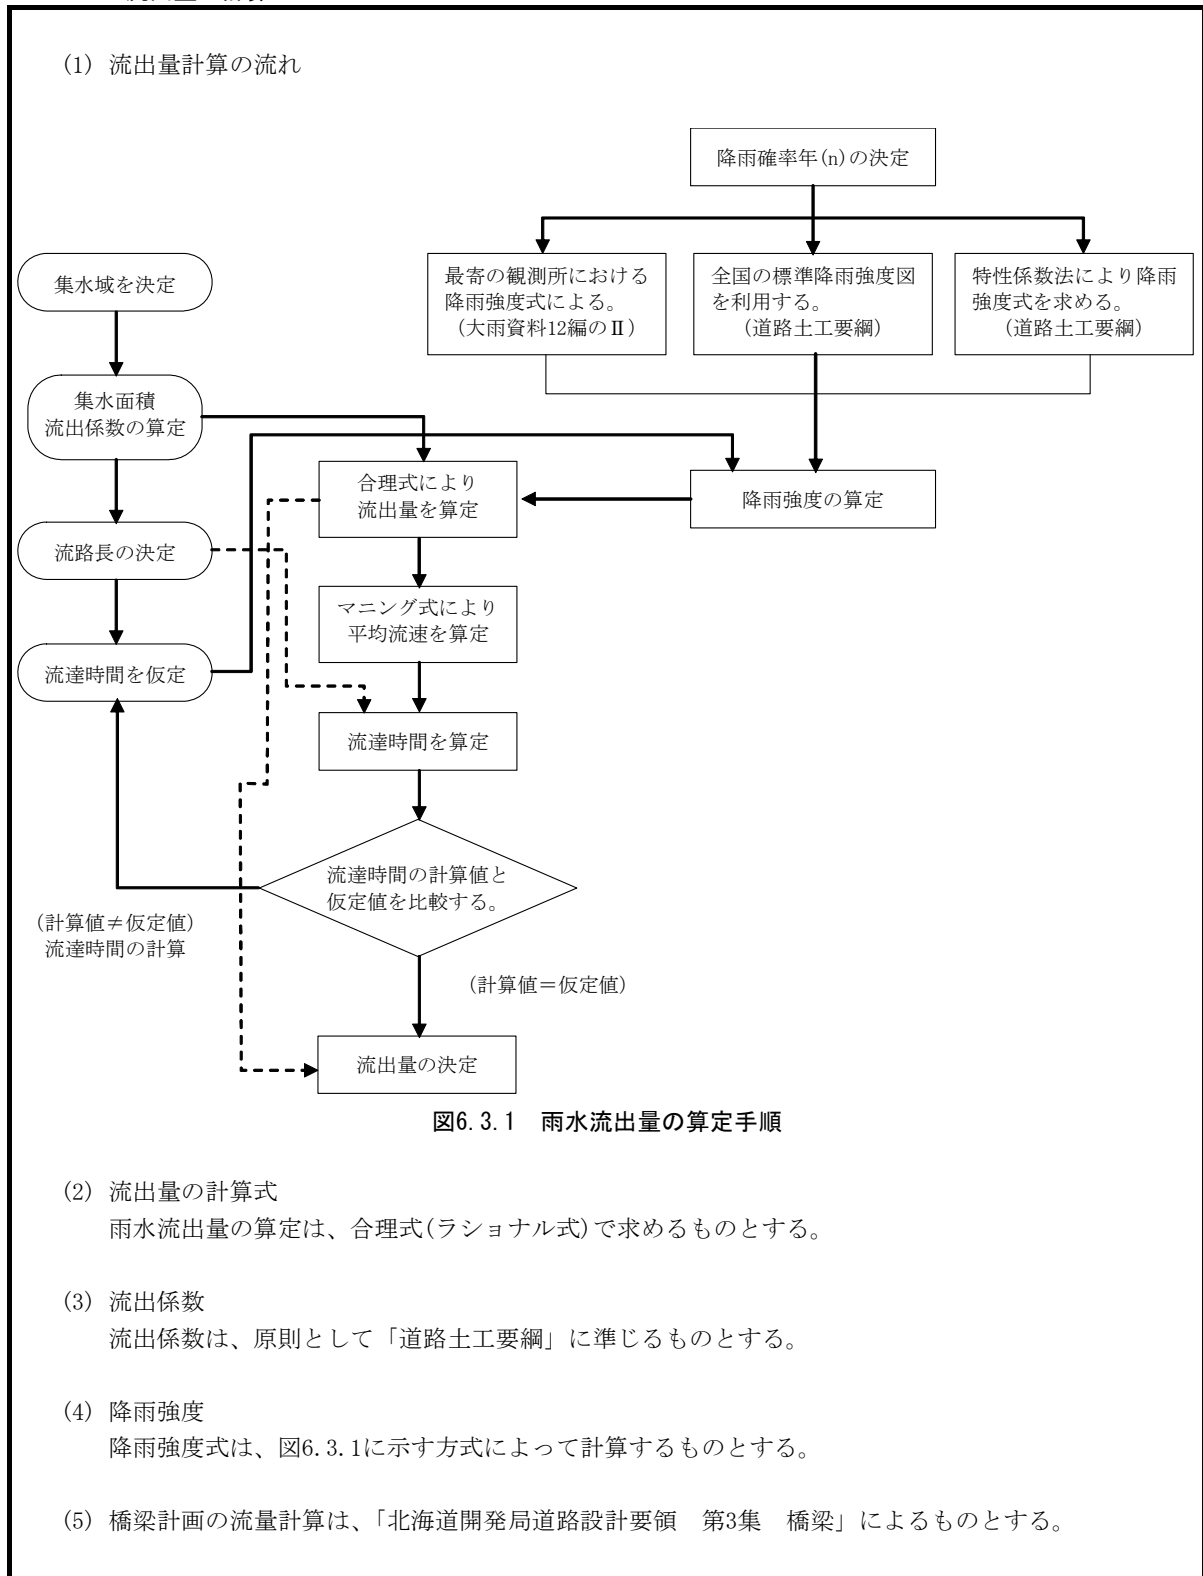 (1) 流出量計算の流れ
降雨確率年(n)の決定
最寄の観測所における
降雨強度式による。
(大雨資料12編のⅡ)
全国の標準降雨強度図
を利用する。
(道路土工要綱)
特性係数法により降雨
強度式を求める。
(道路土工要綱)
集水域を決定
集水面積
流出係数の算定
流路長の決定
流達時間を仮定
合理式により
流出量を算定
降雨強度の算定
マニング式により
平均流速を算定
流達時間を算定
流達時間の計算値と
仮定値を比較する。
(計算値≠仮定値)
流達時間の計算
(計算値＝仮定値)
流出量の決定
図6.3.1　雨水流出量の算定手順
(2) 流出量の計算式
雨水流出量の算定は、合理式(ラショナル式)で求めるものとする。
(3) 流出係数
流出係数は、原則として「道路土工要綱」に準じるものとする。
(4) 降雨強度
降雨強度式は、図6.3.1に示す方式によって計算するものとする。
(5) 橋梁計画の流量計算は、「北海道開発局道路設計要領　第3集　橋梁」によるものとする。